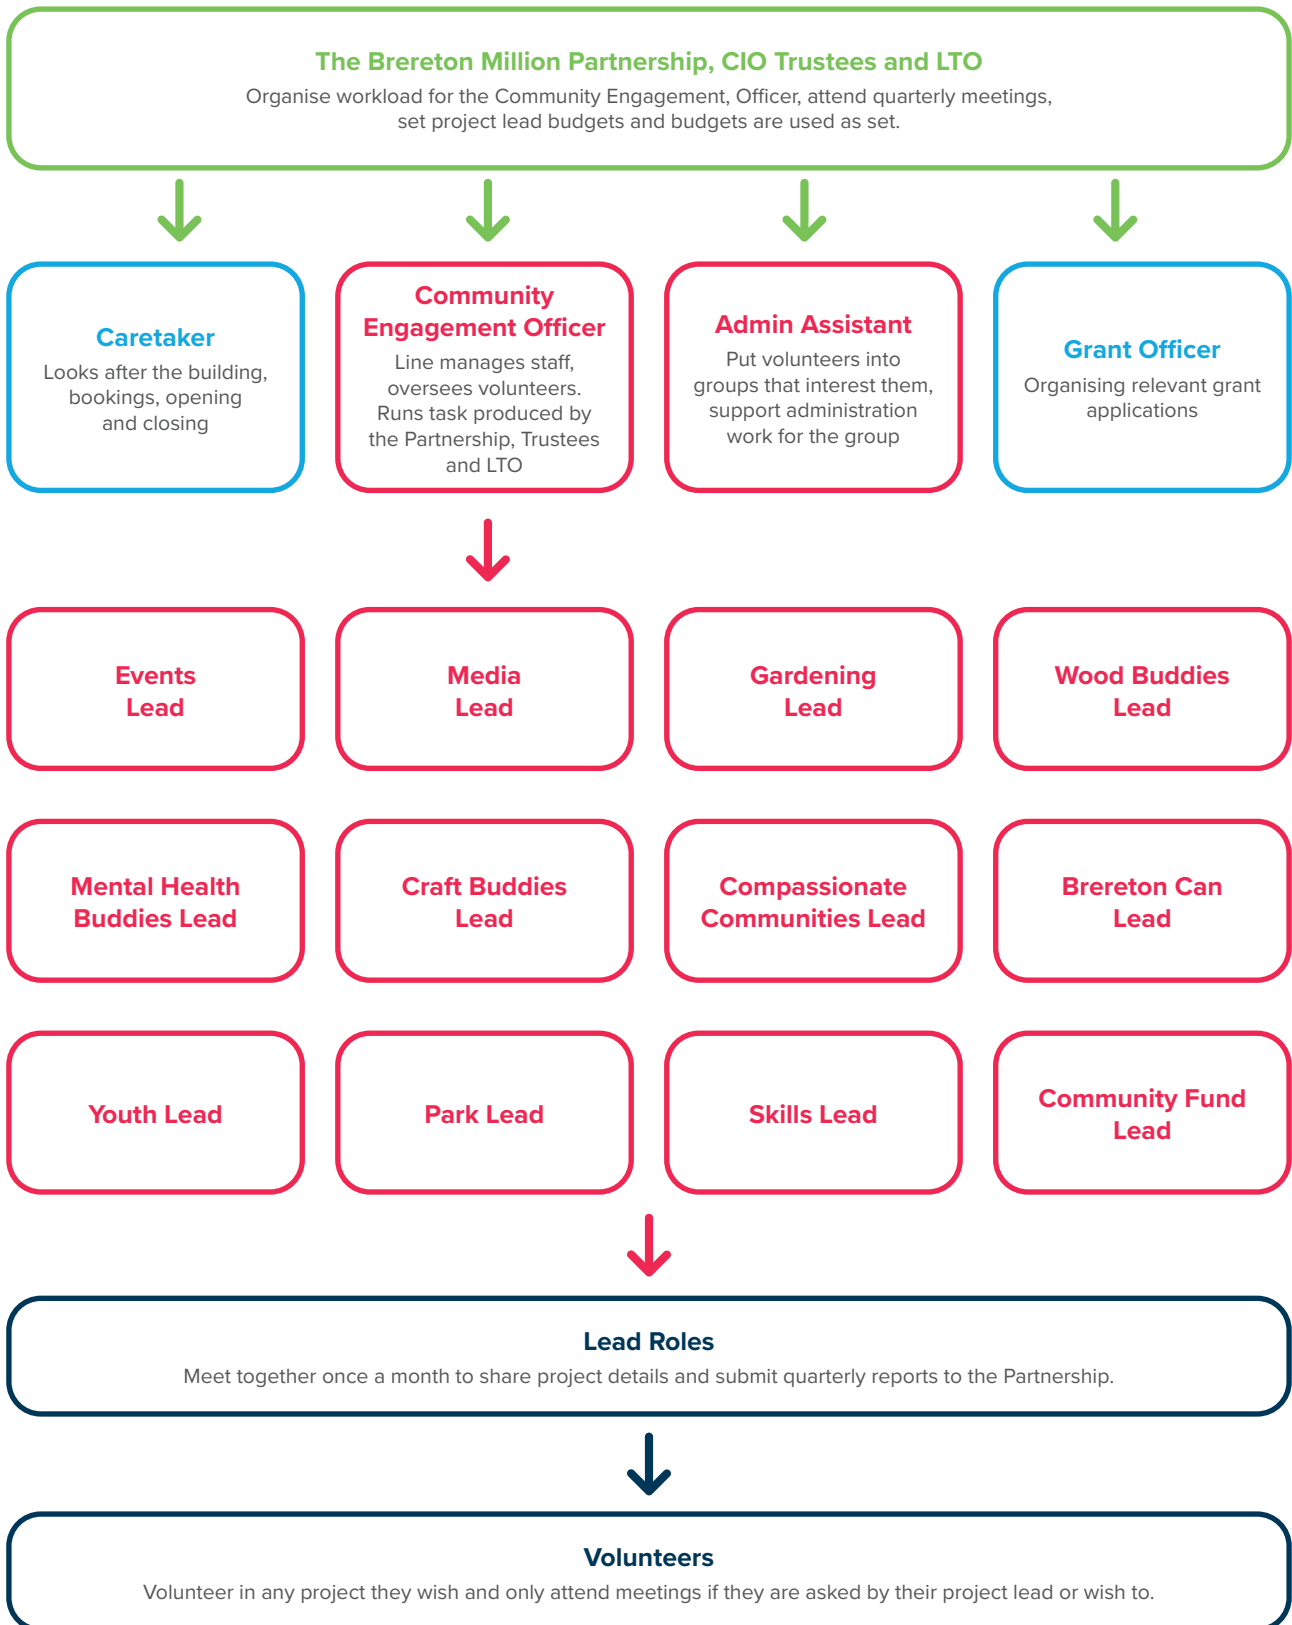 The Brereton Million Partnership, CIO Trustees and LTO
Organise workload for the Community Engagement, Officer, attend quarterly meetings,
set project lead budgets and budgets are used as set.
Caretaker
Looks after the building,
bookings, opening
and closing
Community
Engagement Officer
Line manages staff,
oversees volunteers.
Runs task produced by
the Partnership, Trustees
and LTO
Admin Assistant
Put volunteers into
groups that interest them,
support administration
work for the group
Grant Officer
Organising relevant grant
applications
Events
Lead
Media
Lead
Gardening
Lead
Wood Buddies
Lead
Mental Health
Buddies Lead
Craft Buddies
Lead
Compassionate
Communities Lead
Brereton Can
Lead
Youth Lead
Park Lead
Skills Lead
Community Fund
Lead
Lead Roles
Meet together once a month to share project details and submit quarterly reports to the Partnership.
Volunteers
Volunteer in any project they wish and only attend meetings if they are asked by their project lead or wish to.